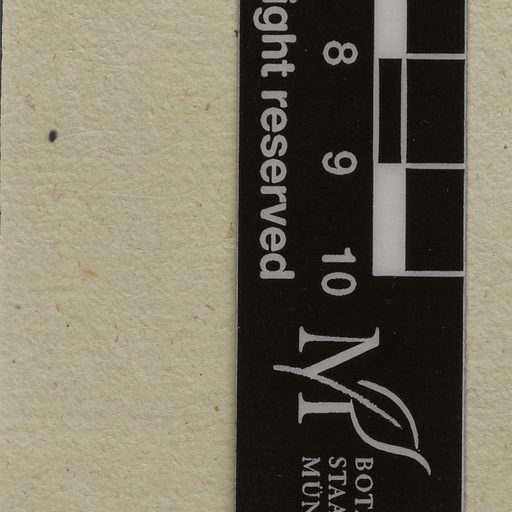 ight reserved
8
9
10
M
BOT
STAA
MÜN